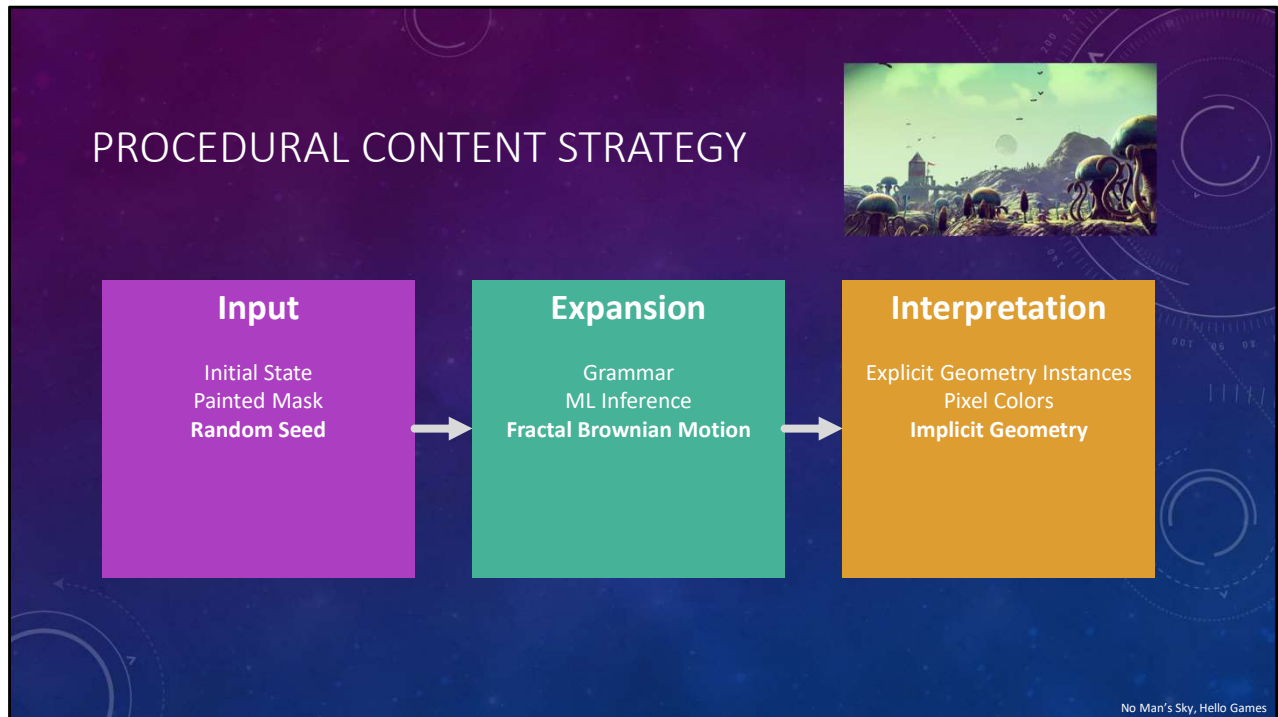 PROCEDURAL CONTENT STRATEGY
Input
Initial State
Painted Mask
Random Seed
Expansion
Grammar
ML Inference
Fractal Brownian Motion
Interpretation
Explicit Geometry Instances
Pixel Colors
Implicit Geometry
No Man's Sky, Hello Games